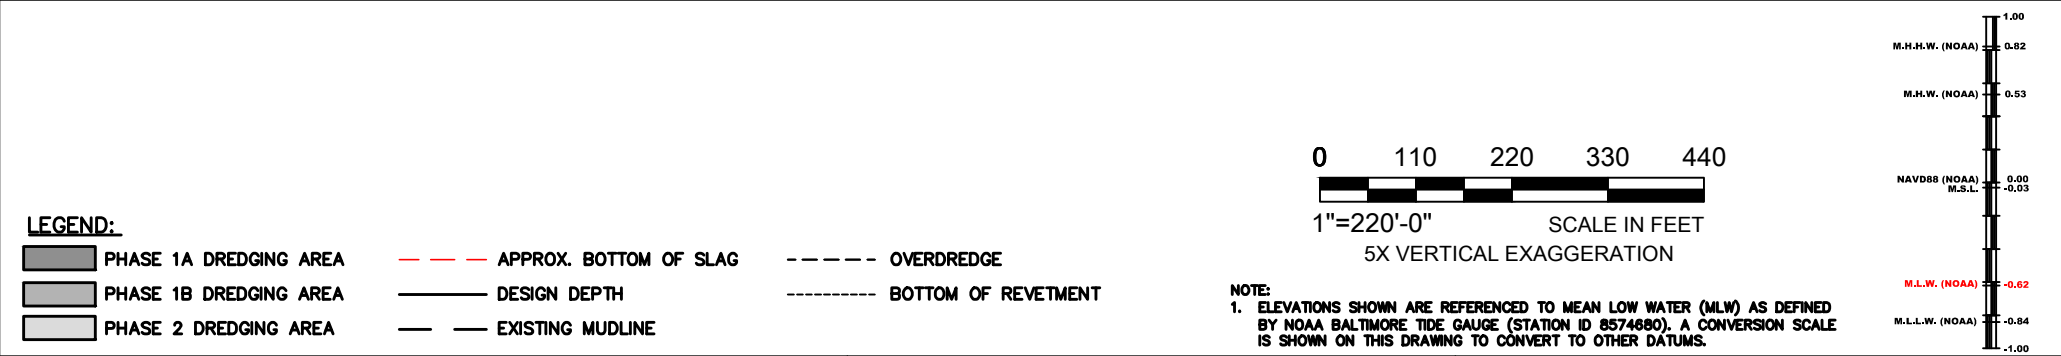 LEGEND:
PHASE 1A DREDGING AREA
PHASE 1B DREDGING AREA
PHASE 2 DREDGING AREA
APPROX. BOTTOM OF SLAG
DESIGN DEPTH
EXISTING MUDLINE
OVERDREDGE
BOTTOM OF REVETMENT
0 110 220 330 440
1"=220'-0" SCALE IN FEET
5X VERTICAL EXAGGERATION
NOTE:
1. ELEVATIONS SHOWN ARE REFERENCED TO MEAN LOW WATER (MLW) AS DEFINED
BY NOAA BALTIMORE TIDE GAUGE (STATION ID 8574680). A CONVERSION SCALE
IS SHOWN ON THIS DRAWING TO CONVERT TO OTHER DATUMS.
1.00
M.H.H.W. (NOAA) 0.82
M.H.W. (NOAA) 0.53
NAVD88 (NOAA) 0.00
M.S.L. -0.03
M.L.W. (NOAA) -0.62
M.L.L.W. (NOAA) -0.84
-1.00